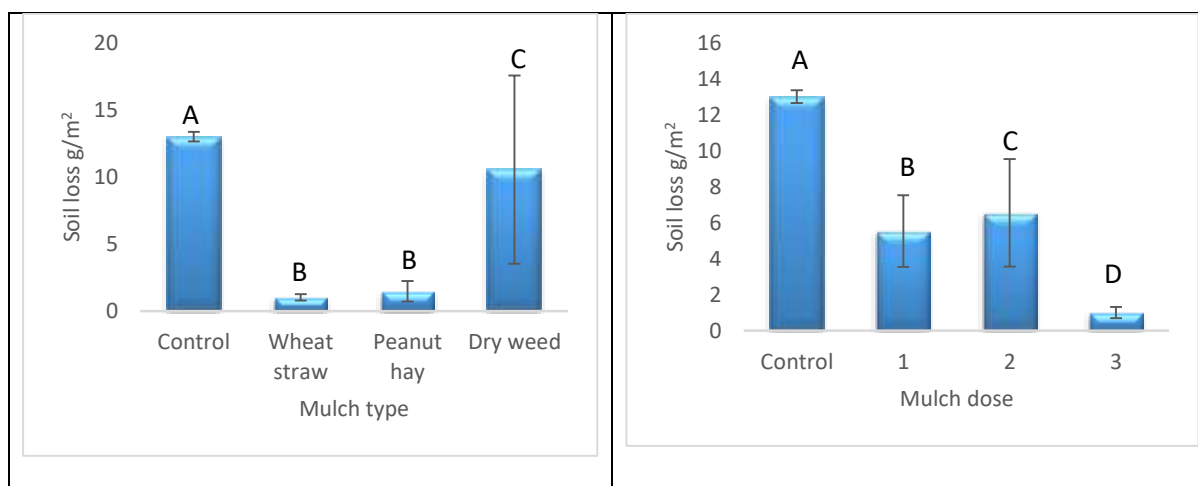 20
15
10
5
0
Soil loss g/m²
A
B
B
C
Control
Wheat
straw
Peanut
hay
Dry weed
Mulch type
16
14
12
10
8
6
4
2
0
Soil loss g/m²
A
B
C
D
Control
1
2
3
Mulch dose